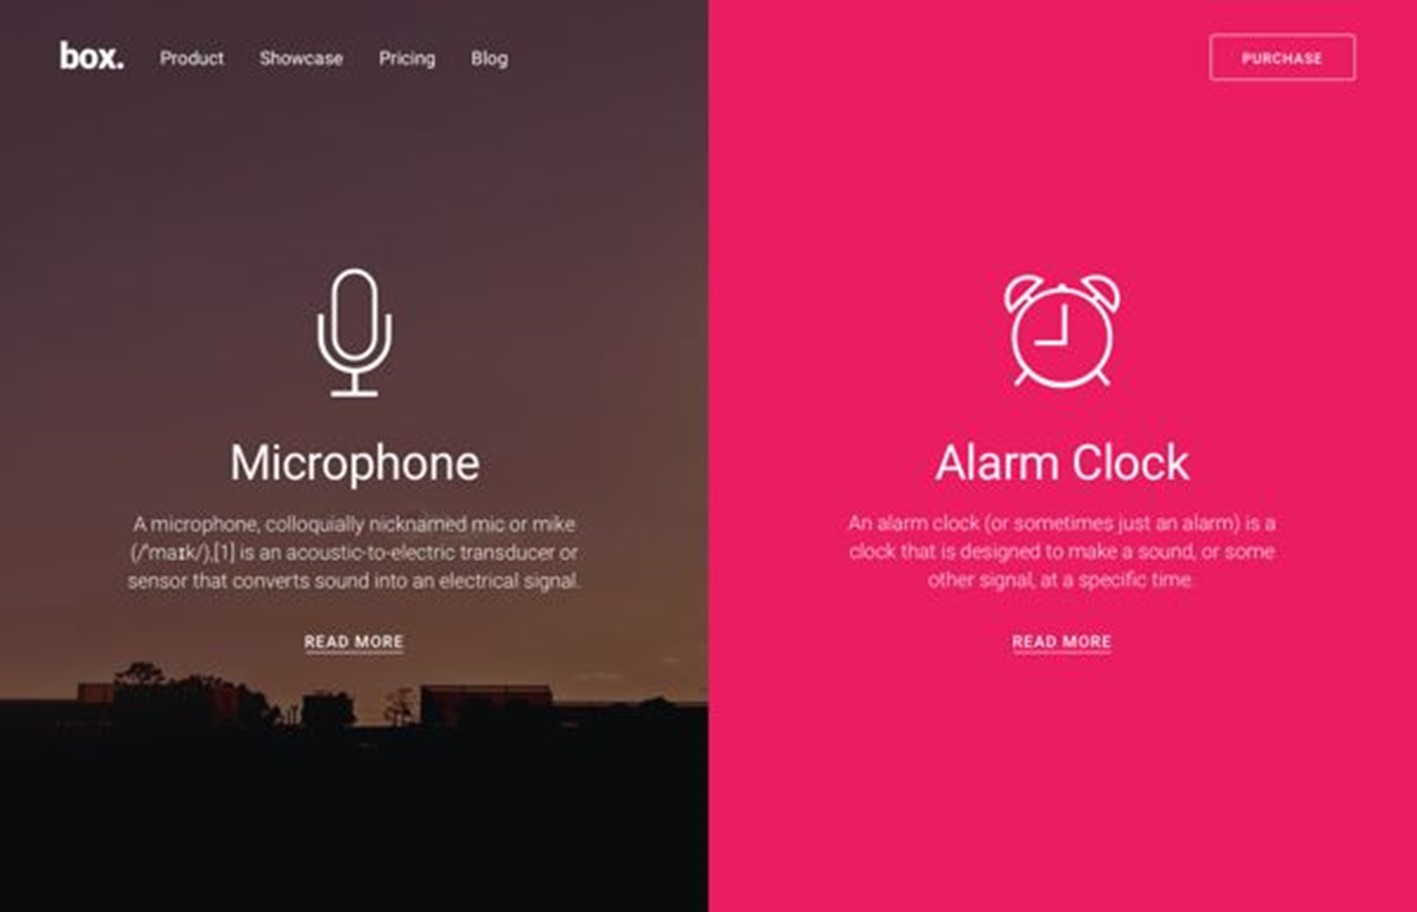 box. Product Showcase Pricing Blog PURCHASE
Microphone
A microphone, colloquially nicknamed mic or mike
(/ˈmaɪk/),[1] is an acoustic-to-electric transducer or
sensor that converts sound into an electrical signal.
READ MORE
Alarm Clock
An alarm clock (or sometimes just an alarm) is a
clock that is designed to make a sound, or some
other signal, at a specific time.
READ MORE